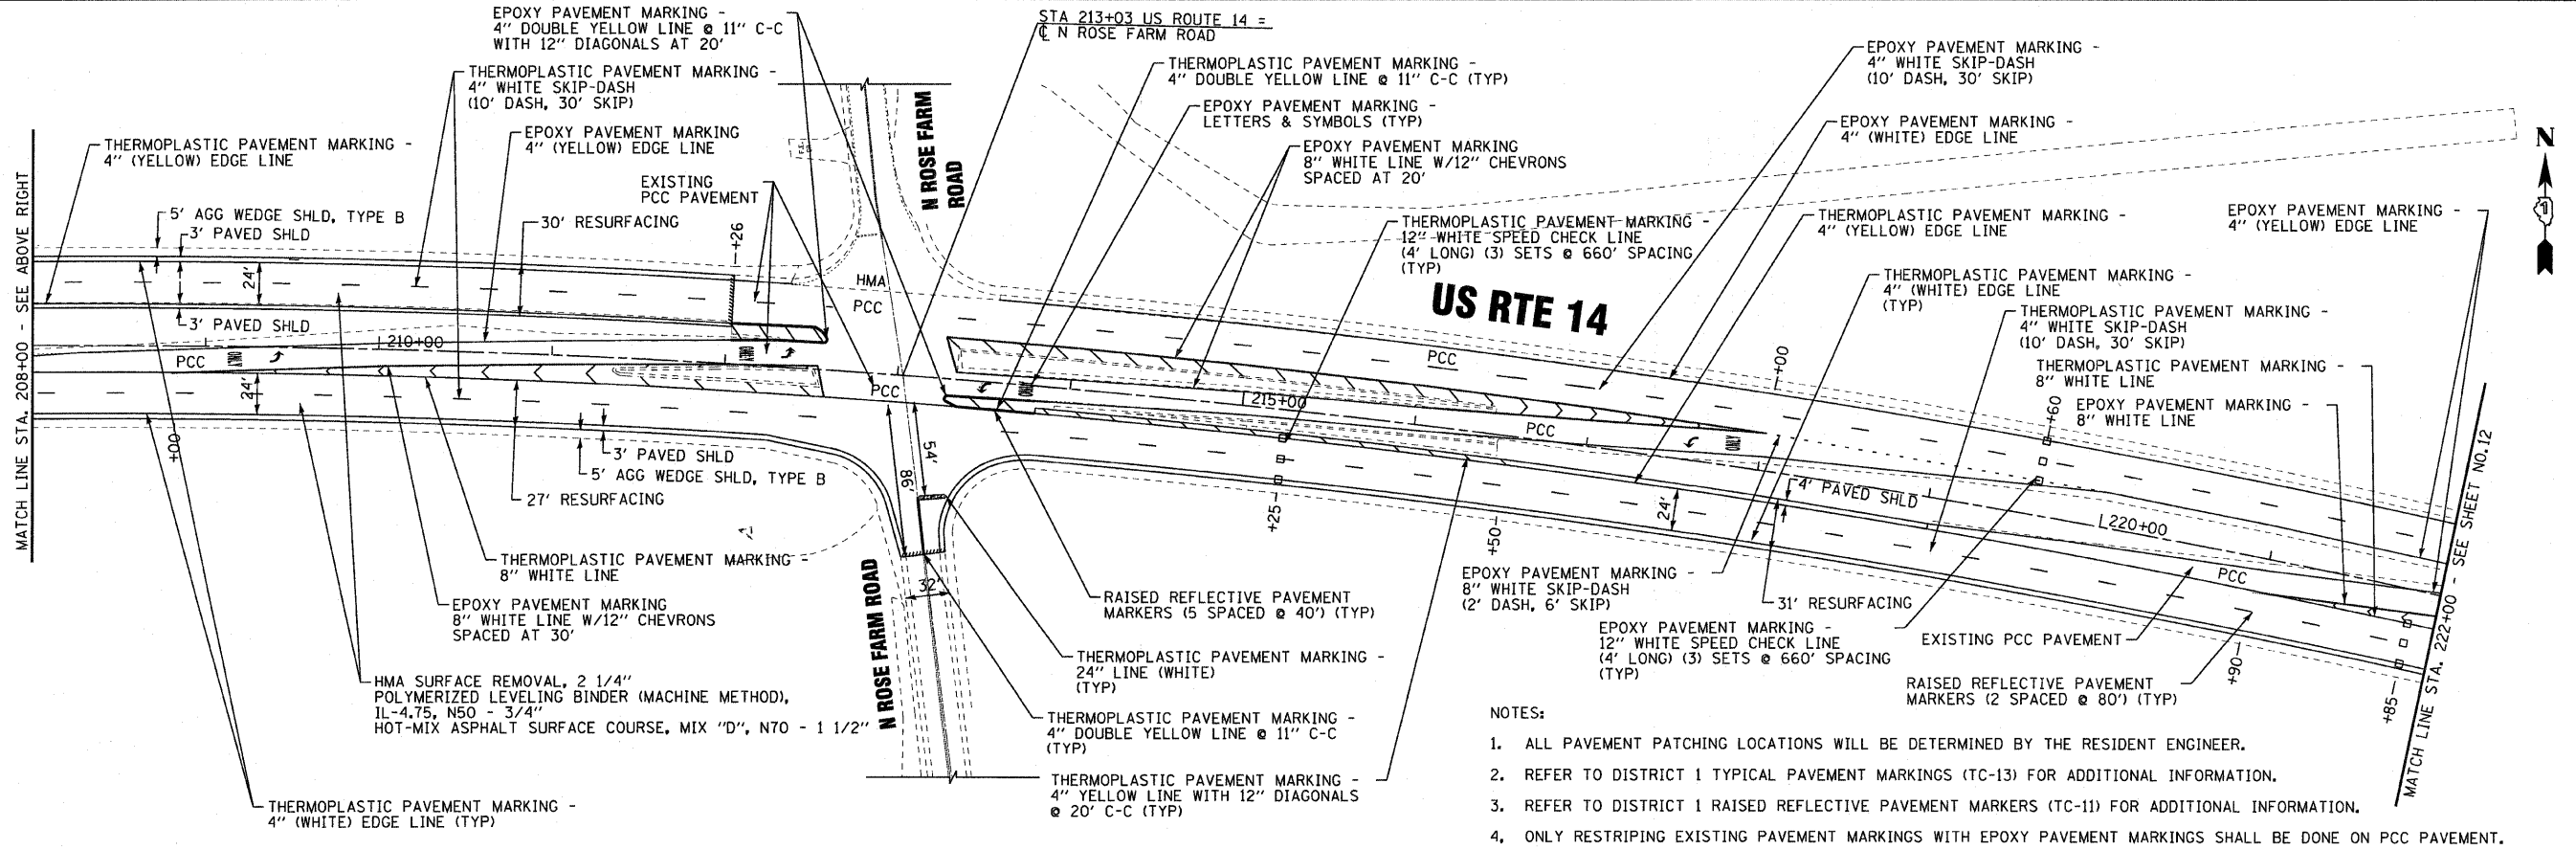 EPOXY PAVEMENT MARKING -
4" DOUBLE YELLOW LINE @ 11" C-C
WITH 12" DIAGONALS AT 20'
STA 213+03 US ROUTE 14 =
℄ N ROSE FARM ROAD
THERMOPLASTIC PAVEMENT MARKING -
4" WHITE SKIP-DASH
(10' DASH, 30' SKIP)
THERMOPLASTIC PAVEMENT MARKING -
4" DOUBLE YELLOW LINE @ 11" C-C (TYP)
EPOXY PAVEMENT MARKING -
4" WHITE SKIP-DASH
(10' DASH, 30' SKIP)
THERMOPLASTIC PAVEMENT MARKING -
4" (YELLOW) EDGE LINE
EPOXY PAVEMENT MARKING
4" (YELLOW) EDGE LINE
EPOXY PAVEMENT MARKING -
LETTERS & SYMBOLS (TYP)
EPOXY PAVEMENT MARKING
8" WHITE LINE W/12" CHEVRONS
SPACED AT 20'
EPOXY PAVEMENT MARKING -
4" (WHITE) EDGE LINE
N
1
MATCH LINE STA. 208+00 - SEE ABOVE RIGHT
5' AGG WEDGE SHLD, TYPE B
3' PAVED SHLD
EXISTING
PCC PAVEMENT
30' RESURFACING
+26
N ROSE FARM
ROAD
THERMOPLASTIC PAVEMENT MARKING -
12" WHITE SPEED CHECK LINE
(4' LONG) (3) SETS @ 660' SPACING
(TYP)
THERMOPLASTIC PAVEMENT MARKING -
4" (YELLOW) EDGE LINE
EPOXY PAVEMENT MARKING -
4" (YELLOW) EDGE LINE
US RTE 14
THERMOPLASTIC PAVEMENT MARKING -
4" (WHITE) EDGE LINE
(TYP)
THERMOPLASTIC PAVEMENT MARKING -
4" WHITE SKIP-DASH
(10' DASH, 30' SKIP)
THERMOPLASTIC PAVEMENT MARKING -
8" WHITE LINE
EPOXY PAVEMENT MARKING -
8" WHITE LINE
24'
HMA
PCC
3' PAVED SHLD
PCC
ONLY
210+00
ONLY
PCC
ONLY
215+00
PCC
PCC
ONLY
+00
+60
24'
+00
3' PAVED SHLD
5' AGG WEDGE SHLD, TYPE B
27' RESURFACING
54'
86'
32'
+25
+50
24'
4' PAVED SHLD
220+00
PCC
+90
+85
MATCH LINE STA. 222+00 - SEE SHEET NO.12
THERMOPLASTIC PAVEMENT MARKING -
8" WHITE LINE
EPOXY PAVEMENT MARKING
8" WHITE LINE W/12" CHEVRONS
SPACED AT 30'
HMA SURFACE REMOVAL, 2 1/4"
POLYMERIZED LEVELING BINDER (MACHINE METHOD),
IL-4.75, N50 - 3/4"
HOT-MIX ASPHALT SURFACE COURSE, MIX "D", N70 - 1 1/2"
THERMOPLASTIC PAVEMENT MARKING -
4" (WHITE) EDGE LINE (TYP)
N ROSE FARM ROAD
RAISED REFLECTIVE PAVEMENT
MARKERS (5 SPACED @ 40') (TYP)
THERMOPLASTIC PAVEMENT MARKING -
24" LINE (WHITE)
(TYP)
THERMOPLASTIC PAVEMENT MARKING -
4" DOUBLE YELLOW LINE @ 11" C-C
(TYP)
THERMOPLASTIC PAVEMENT MARKING -
4" YELLOW LINE WITH 12" DIAGONALS
@ 20' C-C (TYP)
EPOXY PAVEMENT MARKING -
8" WHITE SKIP-DASH
(2' DASH, 6' SKIP)
31' RESURFACING
EPOXY PAVEMENT MARKING -
12" WHITE SPEED CHECK LINE
(4' LONG) (3) SETS @ 660' SPACING
(TYP)
EXISTING PCC PAVEMENT
RAISED REFLECTIVE PAVEMENT
MARKERS (2 SPACED @ 80') (TYP)
NOTES:
1. ALL PAVEMENT PATCHING LOCATIONS WILL BE DETERMINED BY THE RESIDENT ENGINEER.
2. REFER TO DISTRICT 1 TYPICAL PAVEMENT MARKINGS (TC-13) FOR ADDITIONAL INFORMATION.
3. REFER TO DISTRICT 1 RAISED REFLECTIVE PAVEMENT MARKERS (TC-11) FOR ADDITIONAL INFORMATION.
4. ONLY RESTRIPING EXISTING PAVEMENT MARKINGS WITH EPOXY PAVEMENT MARKINGS SHALL BE DONE ON PCC PAVEMENT.